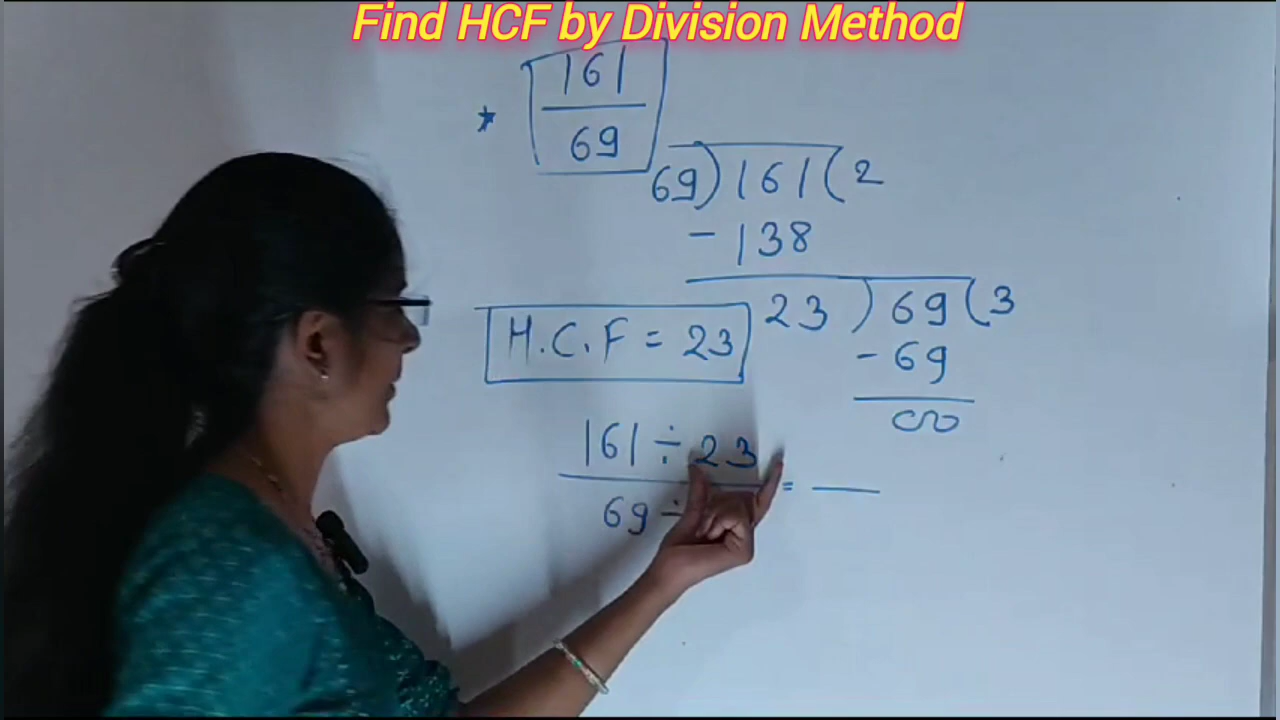 Find HCF by Division Method
* 161
69
69) 161 ( 2
- 138
23 ) 69 ( 3
- 69
00
H.C.F = 23
161 ÷ 23
69 ÷
=